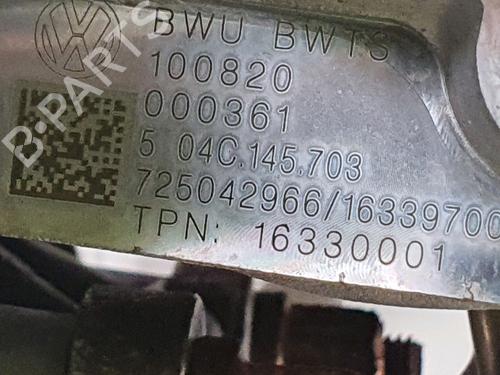 BWU BWTS
100820
000361
5 04C.145.703
725042966/16339700
TPN: 16330001
B-PARTS